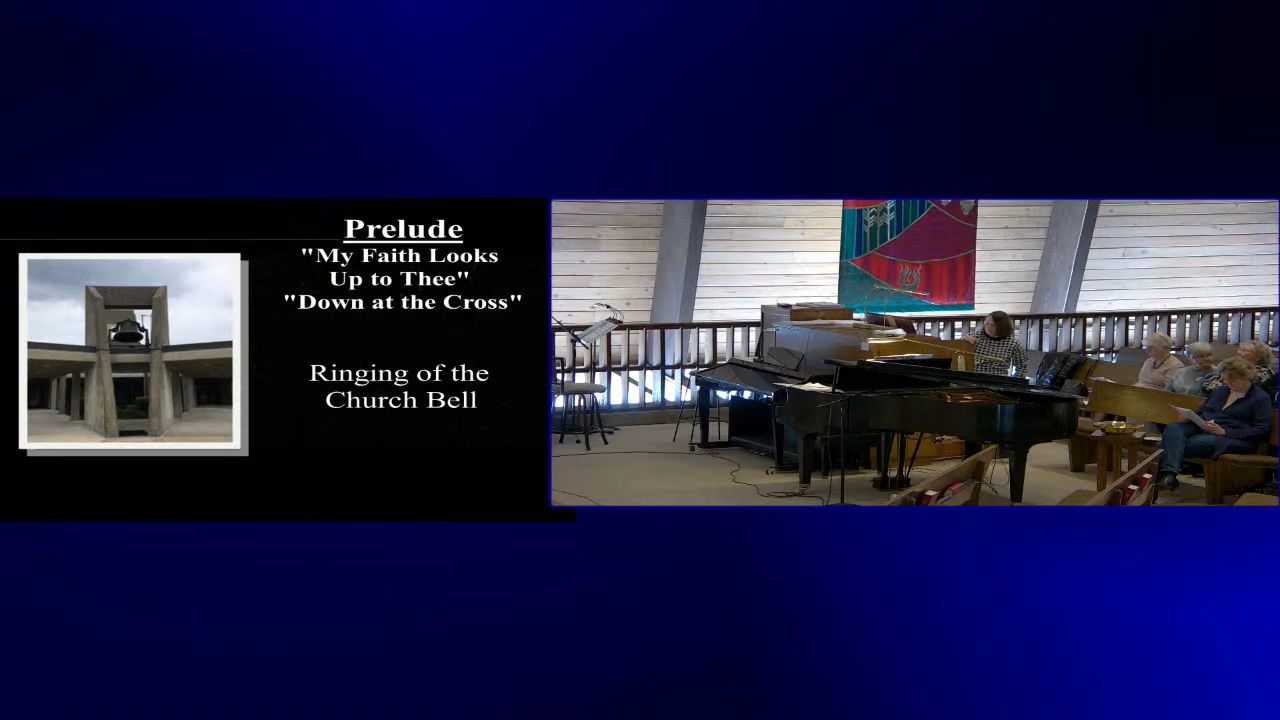 Prelude
"My Faith Looks
Up to Thee"
"Down at the Cross"
Ringing of the
Church Bell